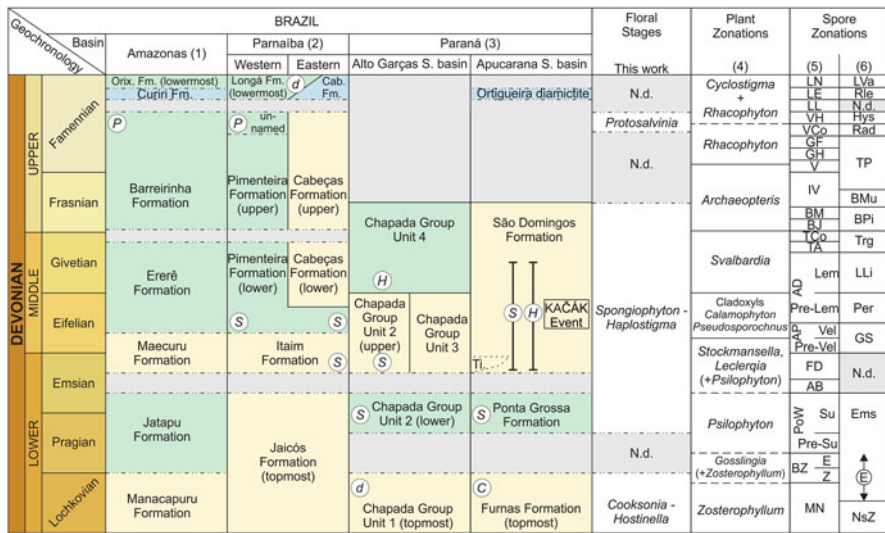 BRAZIL
Geochronology
Basin
Amazonas (1)
Parnaíba (2)
Western
Eastern
Paraná (3)
Alto Garças S. basin
Apucarana S. basin
Floral
Stages
This work
Plant
Zonations
(4)
Spore
Zonations
(5)
(6)
DEVONIAN
UPPER
MIDDLE
LOWER
Famennian
Frasnian
Givetian
Eifelian
Emsian
Pragian
Lochkovian
Orix. Fm. (lowermost)
Curiri Fm.
P
Barreirinha
Formation
Ererê
Formation
Maecuru Formation
Jatapu
Formation
Manacapuru
Formation
Longá Fm.
(lowermost)
d
Cab.
Fm.
P
un-
named
Pimenteira
Formation
(upper)
Cabeças
Formation
(upper)
Pimenteira
Formation
(lower)
Cabeças
Formation
(lower)
S
S
Itaim Formation
S
Jaicós
Formation
(topmost)
Chapada Group
Unit 4
H
Chapada
Group
Unit 2
(upper)
S
Chapada
Group
Unit 3
S
Chapada Group
Unit 2 (lower)
d
Chapada Group
Unit 1 (topmost)
Ortigueira diamictite
São Domingos
Formation
S
H
KAČÁK
Event
Ti.
S
Ponta Grossa
Formation
C
Furnas Formation
(topmost)
N.d.
Protosalvinia
N.d.
Spongiophyton -
Haplostigma
N.d.
Cooksonia -
Hostinella
Cyclostigma
+
Rhacophyton
Rhacophyton
Archaeopteris
Svalbardia
Cladoxyls
Calamophyton
Pseudosporochnus
Stockmansella,
Leclerqia
(+Psilophyton)
Psilophyton
Gosslingia
(+Zosterophyllum)
Zosterophyllum
LN
LE
LL
VH
VCo
GF
GH
V
IV
BM
BJ
TCo
TA
AD
Lem
Pre-Lem
AP
Vel
Pre-Vel
FD
AB
PoW
Su
Pre-Su
BZ
E
Z
MN
LVa
Rle
N.d.
Hys
Rad
TP
BMu
BPi
Trg
LLi
Per
GS
N.d.
Ems
E
NsZ